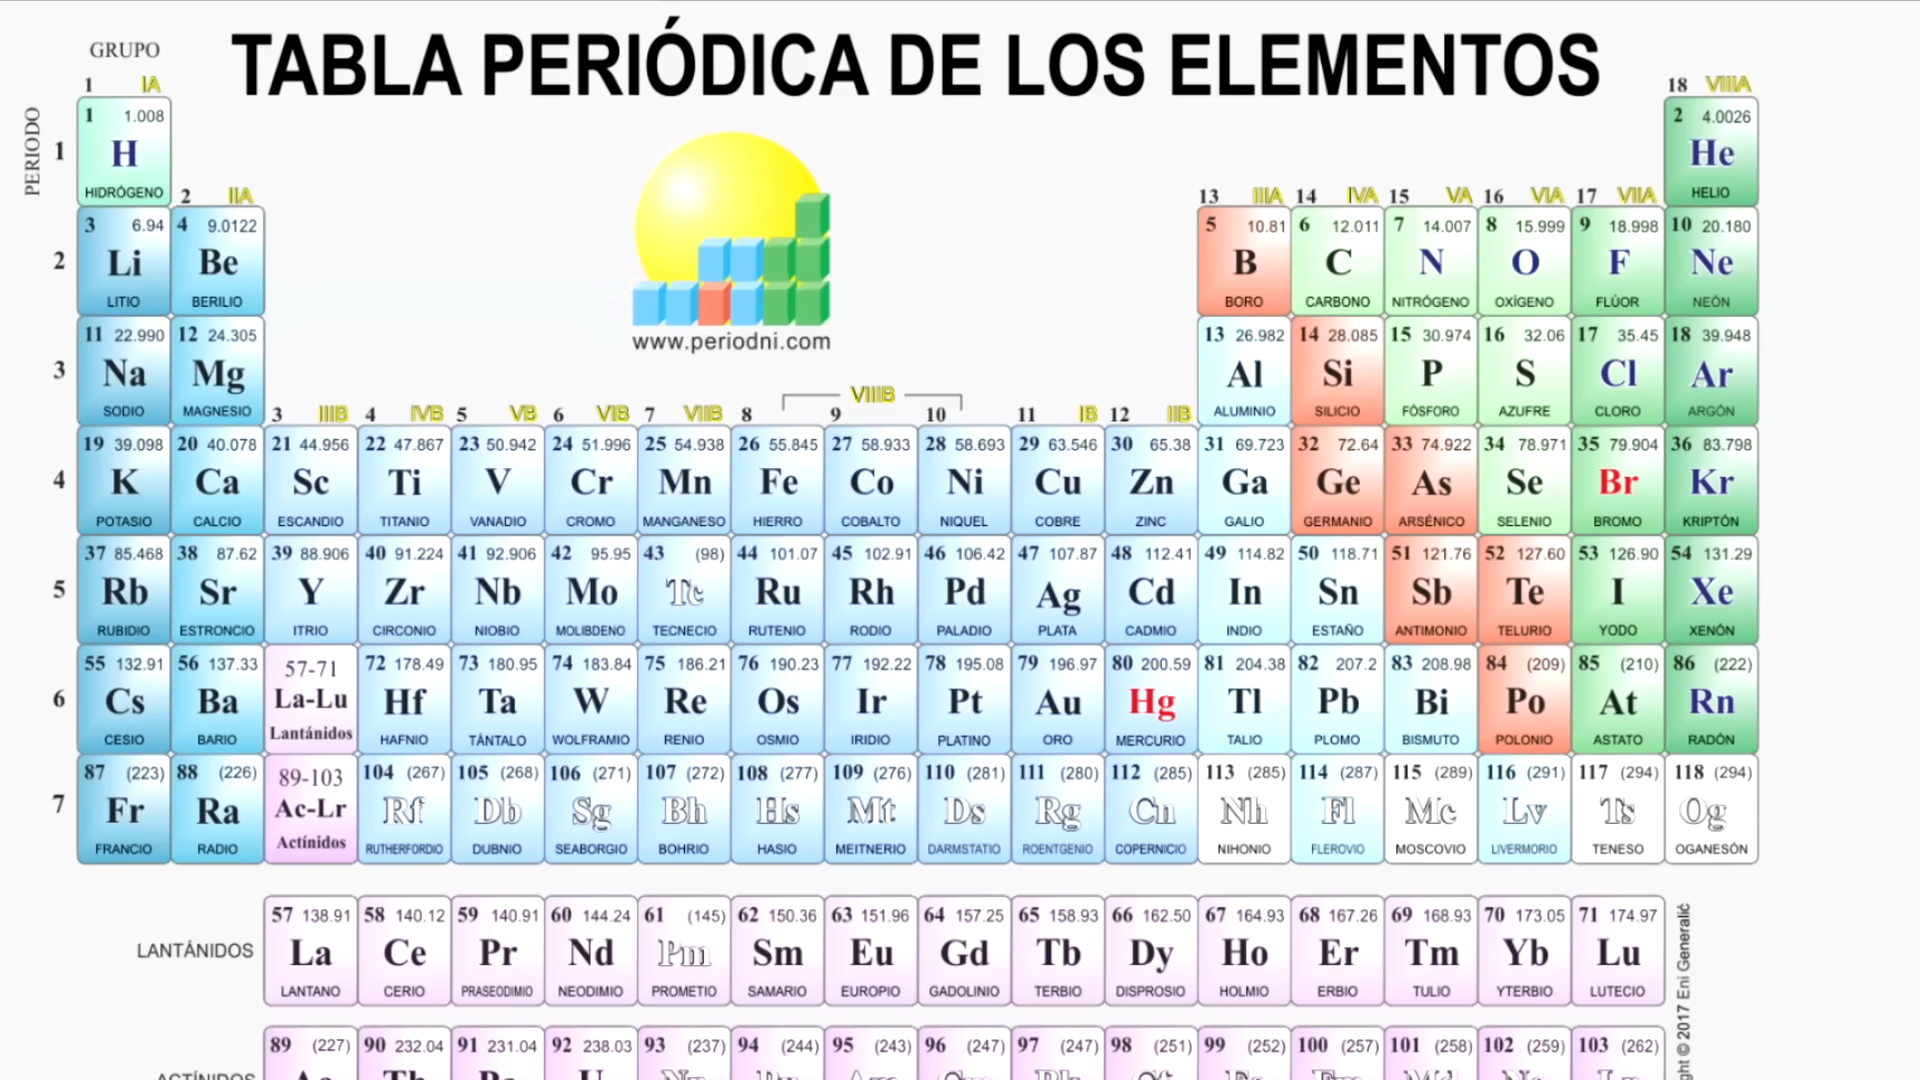 TABLA PERIÓDICA DE LOS ELEMENTOS
GRUPO
PERIODO
1 IA
18 VIIIA
1
1 1.008
H
HIDRÓGENO
2 4.0026
He
HELIO
2 IIA
13 IIIA 14 IVA 15 VA 16 VIA 17 VIIA
2
3 6.94 4 9.0122 5 10.81 6 12.011 7 14.007 8 15.999 9 18.998 10 20.180
Li Be B C N O F Ne
LITIO BERILIO BORO CARBONO NITRÓGENO OXÍGENO FLÚOR NEÓN
www.periodni.com
3
11 22.990 12 24.305 13 26.982 14 28.085 15 30.974 16 32.06 17 35.45 18 39.948
Na Mg Al Si P S Cl Ar
SODIO MAGNESIO ALUMINIO SILICIO FÓSFORO AZUFRE CLORO ARGÓN
VIIIB
3 IIIB 4 IVB 5 VB 6 VIB 7 VIIB 8 9 10 11 IB 12 IIB
4
19 39.098 20 40.078 21 44.956 22 47.867 23 50.942 24 51.996 25 54.938 26 55.845 27 58.933 28 58.693 29 63.546 30 65.38 31 69.723 32 72.64 33 74.922 34 78.971 35 79.904 36 83.798
K Ca Sc Ti V Cr Mn Fe Co Ni Cu Zn Ga Ge As Se Br Kr
POTASIO CALCIO ESCANDIO TITANIO VANADIO CROMO MANGANESO HIERRO COBALTO NIQUEL COBRE ZINC GALIO GERMANIO ARSÉNICO SELENIO BROMO KRIPTÓN
5
37 85.468 38 87.62 39 88.906 40 91.224 41 92.906 42 95.95 43 (98) 44 101.07 45 102.91 46 106.42 47 107.87 48 112.41 49 114.82 50 118.71 51 121.76 52 127.60 53 126.90 54 131.29
Rb Sr Y Zr Nb Mo Tc Ru Rh Pd Ag Cd In Sn Sb Te I Xe
RUBIDIO ESTRONCIO ITRIO CIRCONIO NIOBIO MOLIBDENO TECNECIO RUTENIO RODIO PALADIO PLATA CADMIO INDIO ESTAÑO ANTIMONIO TELURIO YODO XENÓN
6
55 132.91 56 137.33 57-71 72 178.49 73 180.95 74 183.84 75 186.21 76 190.23 77 192.22 78 195.08 79 196.97 80 200.59 81 204.38 82 207.2 83 208.98 84 (209) 85 (210) 86 (222)
Cs Ba La-Lu Hf Ta W Re Os Ir Pt Au Hg Tl Pb Bi Po At Rn
CESIO BARIO Lantánidos HAFNIO TÁNTALO WOLFRAMIO RENIO OSMIO IRIDIO PLATINO ORO MERCURIO TALIO PLOMO BISMUTO POLONIO ASTATO RADÓN
7
87 (223) 88 (226) 89-103 104 (267) 105 (268) 106 (271) 107 (272) 108 (277) 109 (276) 110 (281) 111 (280) 112 (285) 113 (285) 114 (287) 115 (289) 116 (291) 117 (294) 118 (294)
Fr Ra Ac-Lr Rf Db Sg Bh Hs Mt Ds Rg Cn Nh Fl Mc Lv Ts Og
FRANCIO RADIO Actínidos RUTHERFORDIO DUBNIO SEABORGIO BOHRIO HASIO MEITNERIO DARMSTATIO ROENTGENIO COPERNICIO NIHONIO FLEROVIO MOSCOVIO LIVERMORIO TENESO OGANESÓN
LANTÁNIDOS
57 138.91 58 140.12 59 140.91 60 144.24 61 (145) 62 150.36 63 151.96 64 157.25 65 158.93 66 162.50 67 164.93 68 167.26 69 168.93 70 173.05 71 174.97
La Ce Pr Nd Pm Sm Eu Gd Tb Dy Ho Er Tm Yb Lu
LANTANO CERIO PRASEODIMIO NEODIMIO PROMETIO SAMARIO EUROPIO GADOLINIO TERBIO DISPROSIO HOLMIO ERBIO TULIO YTERBIO LUTECIO
ght © 2017 Eni Generalić
89 (227) 90 232.04 91 231.04 92 238.03 93 (237) 94 (244) 95 (243) 96 (247) 97 (247) 98 (251) 99 (252) 100 (257) 101 (258) 102 (259) 103 (262)
ACTÍNIDOS